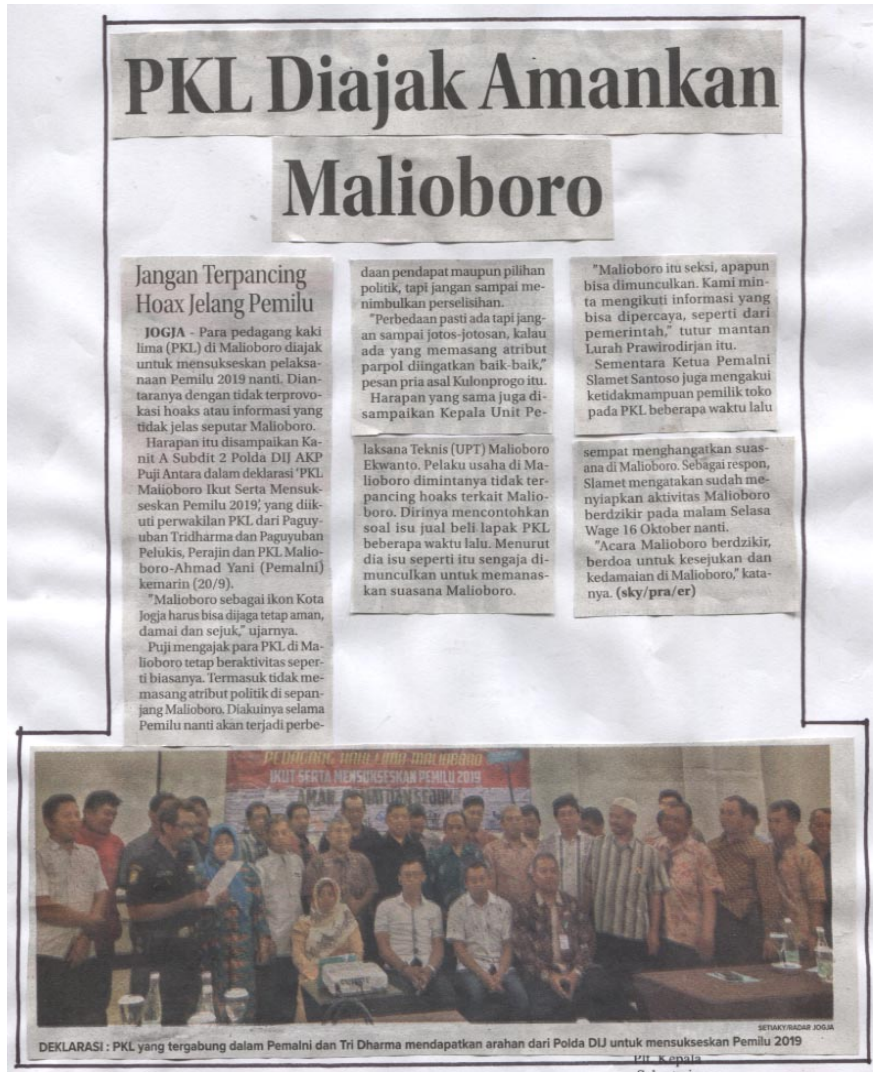 PKL Diajak Amankan
Malioboro
Jangan Terpancing
Hoax Jelang Pemilu
JOGJA - Para pedagang kaki
lima (PKL) di Malioboro diajak
untuk mensukseskan pelaksa-
naan Pemilu 2019 nanti. Dian-
taranya dengan tidak terprovo-
kasi hoaks atau informasi yang
tidak jelas seputar Malioboro.
Harapan itu disampaikan Ka-
nit A Subdit 2 Polda DIJ AKP
Puji Antara dalam deklarasi 'PKL
Malioboro Ikut Serta Mensuk-
seskan Pemilu 2019', yang dii-
kuti perwakilan PKL dari Paguy-
uban Tridharma dan Paguyuban
Pelukis, Perajin dan PKL Malio-
boro-Ahmad Yani (Pemalni)
kemarin (20/9).
"Malioboro sebagai ikon Kota
Jogja harus bisa dijaga tetap aman,
damai dan sejuk," ujarnya.
Puji mengajak para PKL di Ma-
lioboro tetap beraktivitas seper-
ti biasanya. Termasuk tidak me-
masang atribut politik di sepan-
jang Malioboro. Diakuinya selama
Pemilu nanti akan terjadi perbe-
daan pendapat maupun pilihan
politik, tapi jangan sampai me-
nimbulkan perselisihan.
"Perbedaan pasti ada tapi jang-
an sampai jotos-jotosan, kalau
ada yang memasang atribut
parpol diingatkan baik-baik,"
pesan pria asal Kulonprogo itu.
Harapan yang sama juga di-
sampaikan Kepala Unit Pe-
laksana Teknis (UPT) Malioboro
Ekwanto. Pelaku usaha di Ma-
lioboro dimintanya tidak ter-
pancing hoaks terkait Malio-
boro. Dirinya mencontohkan
soal isu jual beli lapak PKL
beberapa waktu lalu. Menurut
dia isu seperti itu sengaja di-
munculkan untuk memanas-
kan suasana Malioboro.
"Malioboro itu seksi, apapun
bisa dimunculkan. Kami min-
ta mengikuti informasi yang
bisa dipercaya, seperti dari
pemerintah," tutur mantan
Lurah Prawirodirjan itu.
Sementara Ketua Pemalni
Slamet Santoso juga mengakui
ketidakmampuan pemilik toko
pada PKL beberapa waktu lalu
sempat menghangatkan suas-
ana di Malioboro. Sebagai respon,
Slamet mengatakan sudah me-
nyiapkan aktivitas Malioboro
berdzikir pada malam Selasa
Wage 16 Oktober nanti.
"Acara Malioboro berdzikir,
berdoa untuk kesejukan dan
kedamaian di Malioboro," kata-
nya. (sky/pra/er)
PEDAGANG KAKI LIMA MALIOBORO
IKUT SERTA MENSUKSESKAN PEMILU 2019
SETIAKY/RADAR JOGJA
DEKLARASI : PKL yang tergabung dalam Pemalni dan Tri Dharma mendapatkan arahan dari Polda DIJ untuk mensukseskan Pemilu 2019
Plt. Kepala